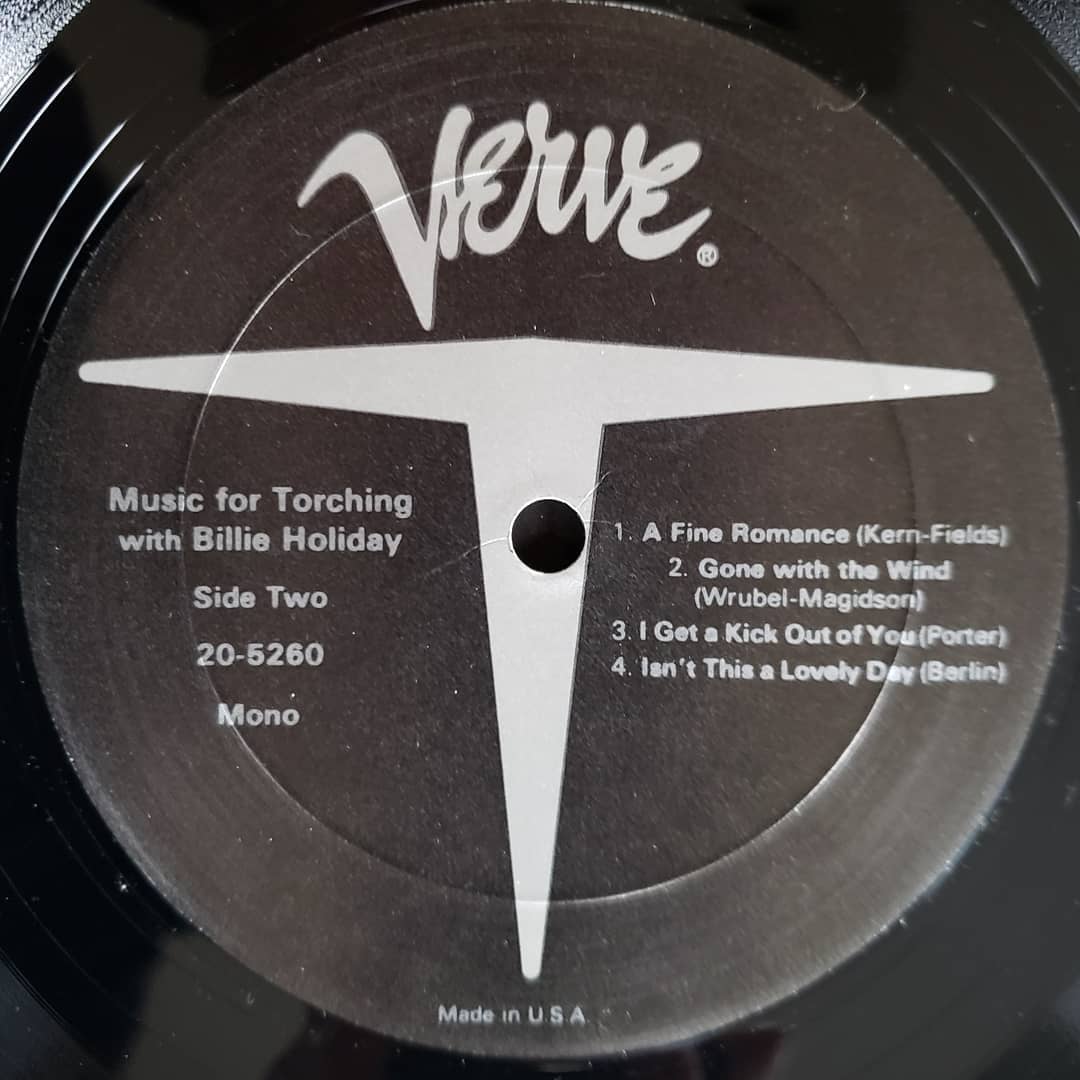 Verve®
Music for Torching
with Billie Holiday
Side Two
20-5260
Mono
1. A Fine Romance (Kern-Fields)
2. Gone with the Wind
(Wrubel-Magidson)
3. I Get a Kick Out of You (Porter)
4. Isn't This a Lovely Day (Berlin)
Made in U.S.A.